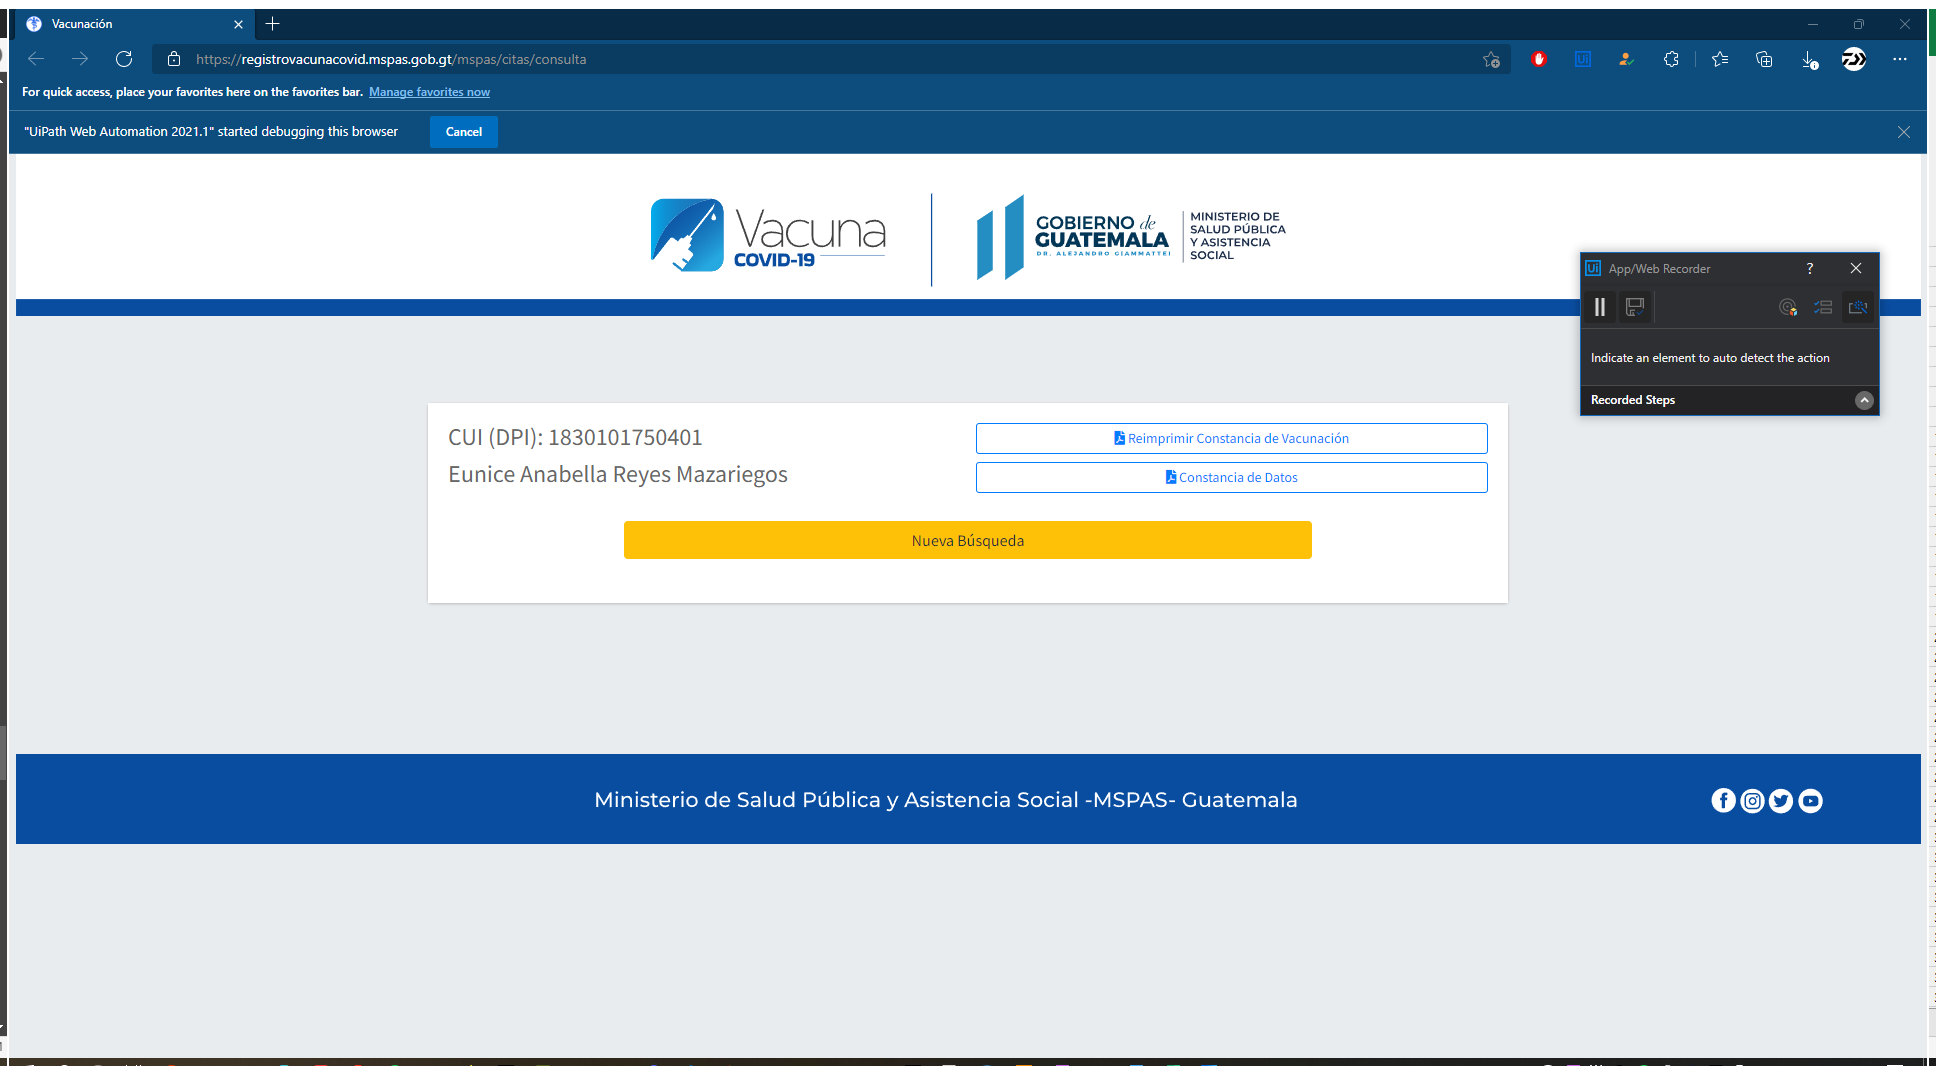 Vacunación
https://registrovacunacovid.mspas.gob.gt/mspas/citas/consulta
For quick access, place your favorites here on the favorites bar. Manage favorites now
"UiPath Web Automation 2021.1" started debugging this browser Cancel
Vacuna
COVID-19
GOBIERNO de
GUATEMALA
DR. ALEJANDRO GIAMMATTEI
MINISTERIO DE
SALUD PÚBLICA
Y ASISTENCIA
SOCIAL
Ui App/Web Recorder ?
Indicate an element to auto detect the action
Recorded Steps
CUI (DPI): 1830101750401
Eunice Anabella Reyes Mazariegos
Reimprimir Constancia de Vacunación
Constancia de Datos
Nueva Búsqueda
Ministerio de Salud Pública y Asistencia Social -MSPAS- Guatemala